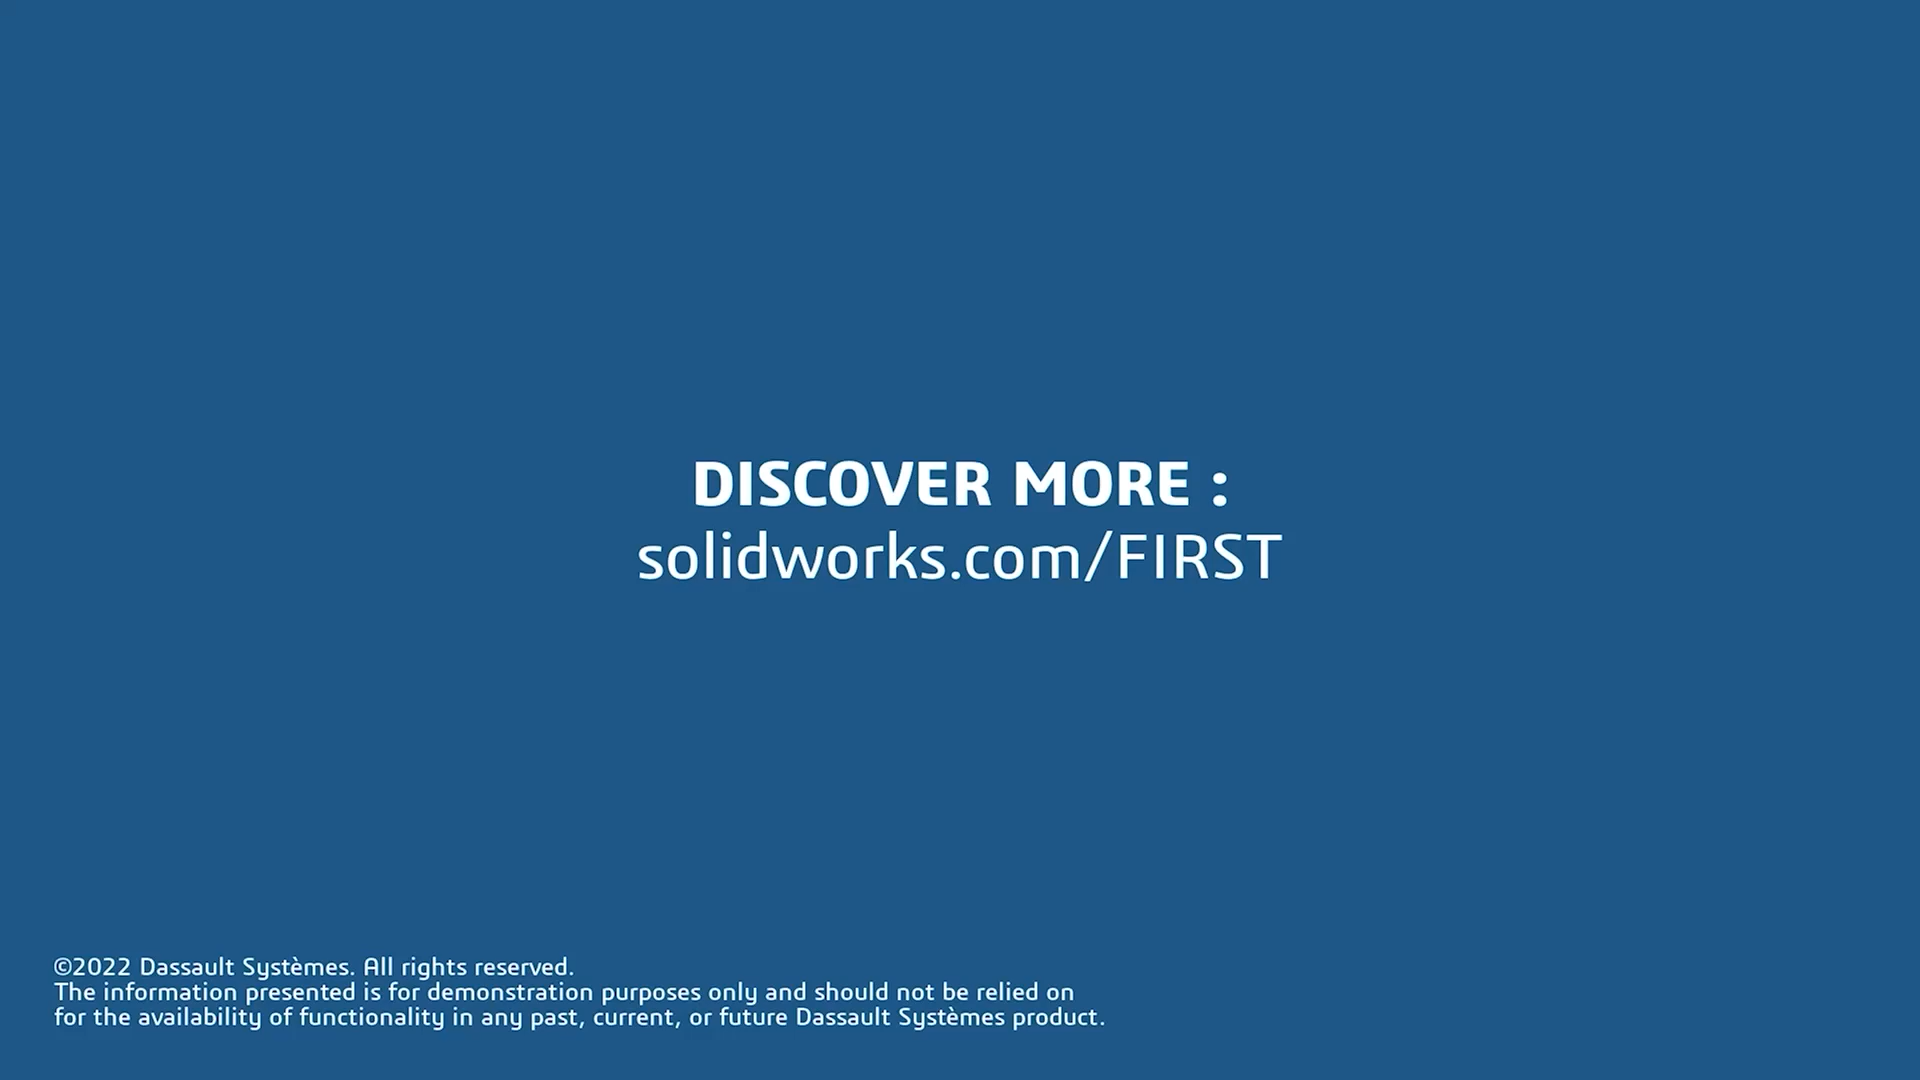 DISCOVER MORE :
solidworks.com/FIRST
©2022 Dassault Systèmes. All rights reserved.
The information presented is for demonstration purposes only and should not be relied on
for the availability of functionality in any past, current, or future Dassault Systèmes product.